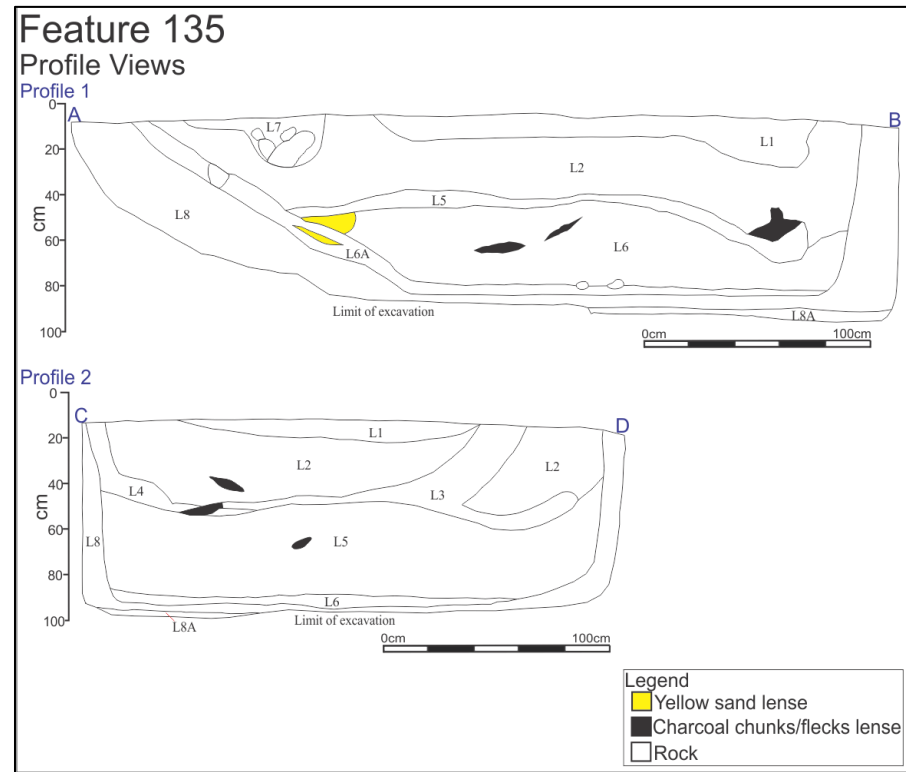 Feature 135
Profile Views
Profile 1
0
20
40
60
80
100
cm
A
B
L7
L1
L2
L5
L8
L6
L6A
Limit of excavation
L8A
0cm 100cm
Profile 2
0
20
40
60
80
100
cm
C
D
L1
L2
L2
L4
L3
L5
L8
L6
Limit of excavation
L8A
0cm 100cm
Legend
Yellow sand lense
Charcoal chunks/flecks lense
Rock